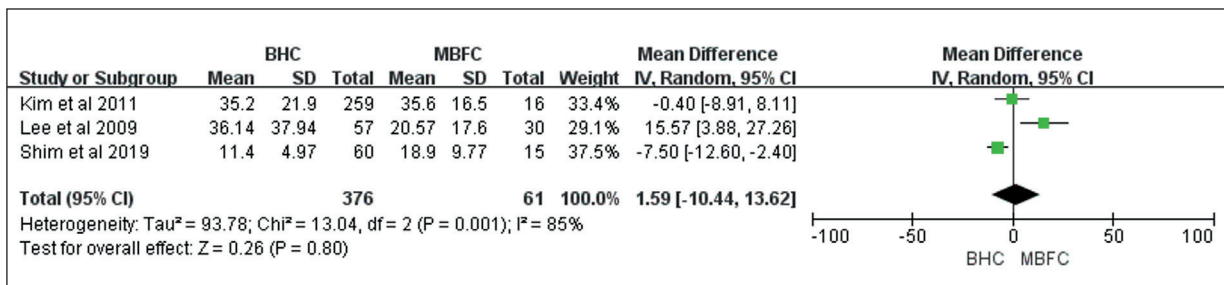 BHC MBFC Mean Difference Mean Difference
Study or Subgroup Mean SD Total Mean SD Total Weight IV, Random, 95% CI IV, Random, 95% CI
Kim et al 2011 35.2 21.9 259 35.6 16.5 16 33.4% -0.40 [-8.91, 8.11]
Lee et al 2009 36.14 37.94 57 20.57 17.6 30 29.1% 15.57 [3.88, 27.26]
Shim et al 2019 11.4 4.97 60 18.9 9.77 15 37.5% -7.50 [-12.60, -2.40]
Total (95% CI) 376 61 100.0% 1.59 [-10.44, 13.62]
Heterogeneity: Tau² = 93.78; Chi² = 13.04, df = 2 (P = 0.001); I² = 85%
Test for overall effect: Z = 0.26 (P = 0.80)
-100 -50 0 50 100
BHC MBFC